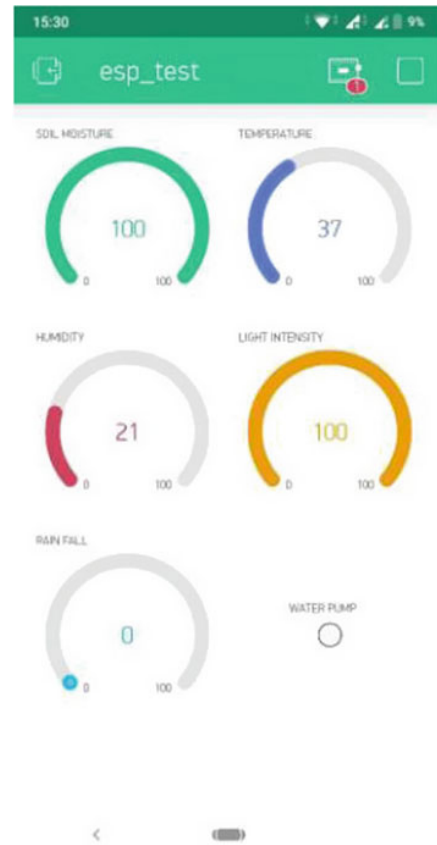 15:30 9%
esp_test
1
SOIL MOISTURE TEMPERATURE
100 37
0 100 0 100
HUMIDITY LIGHT INTENSITY
21 100
0 100 0 100
RAIN FALL
WATER PUMP
0
0 100